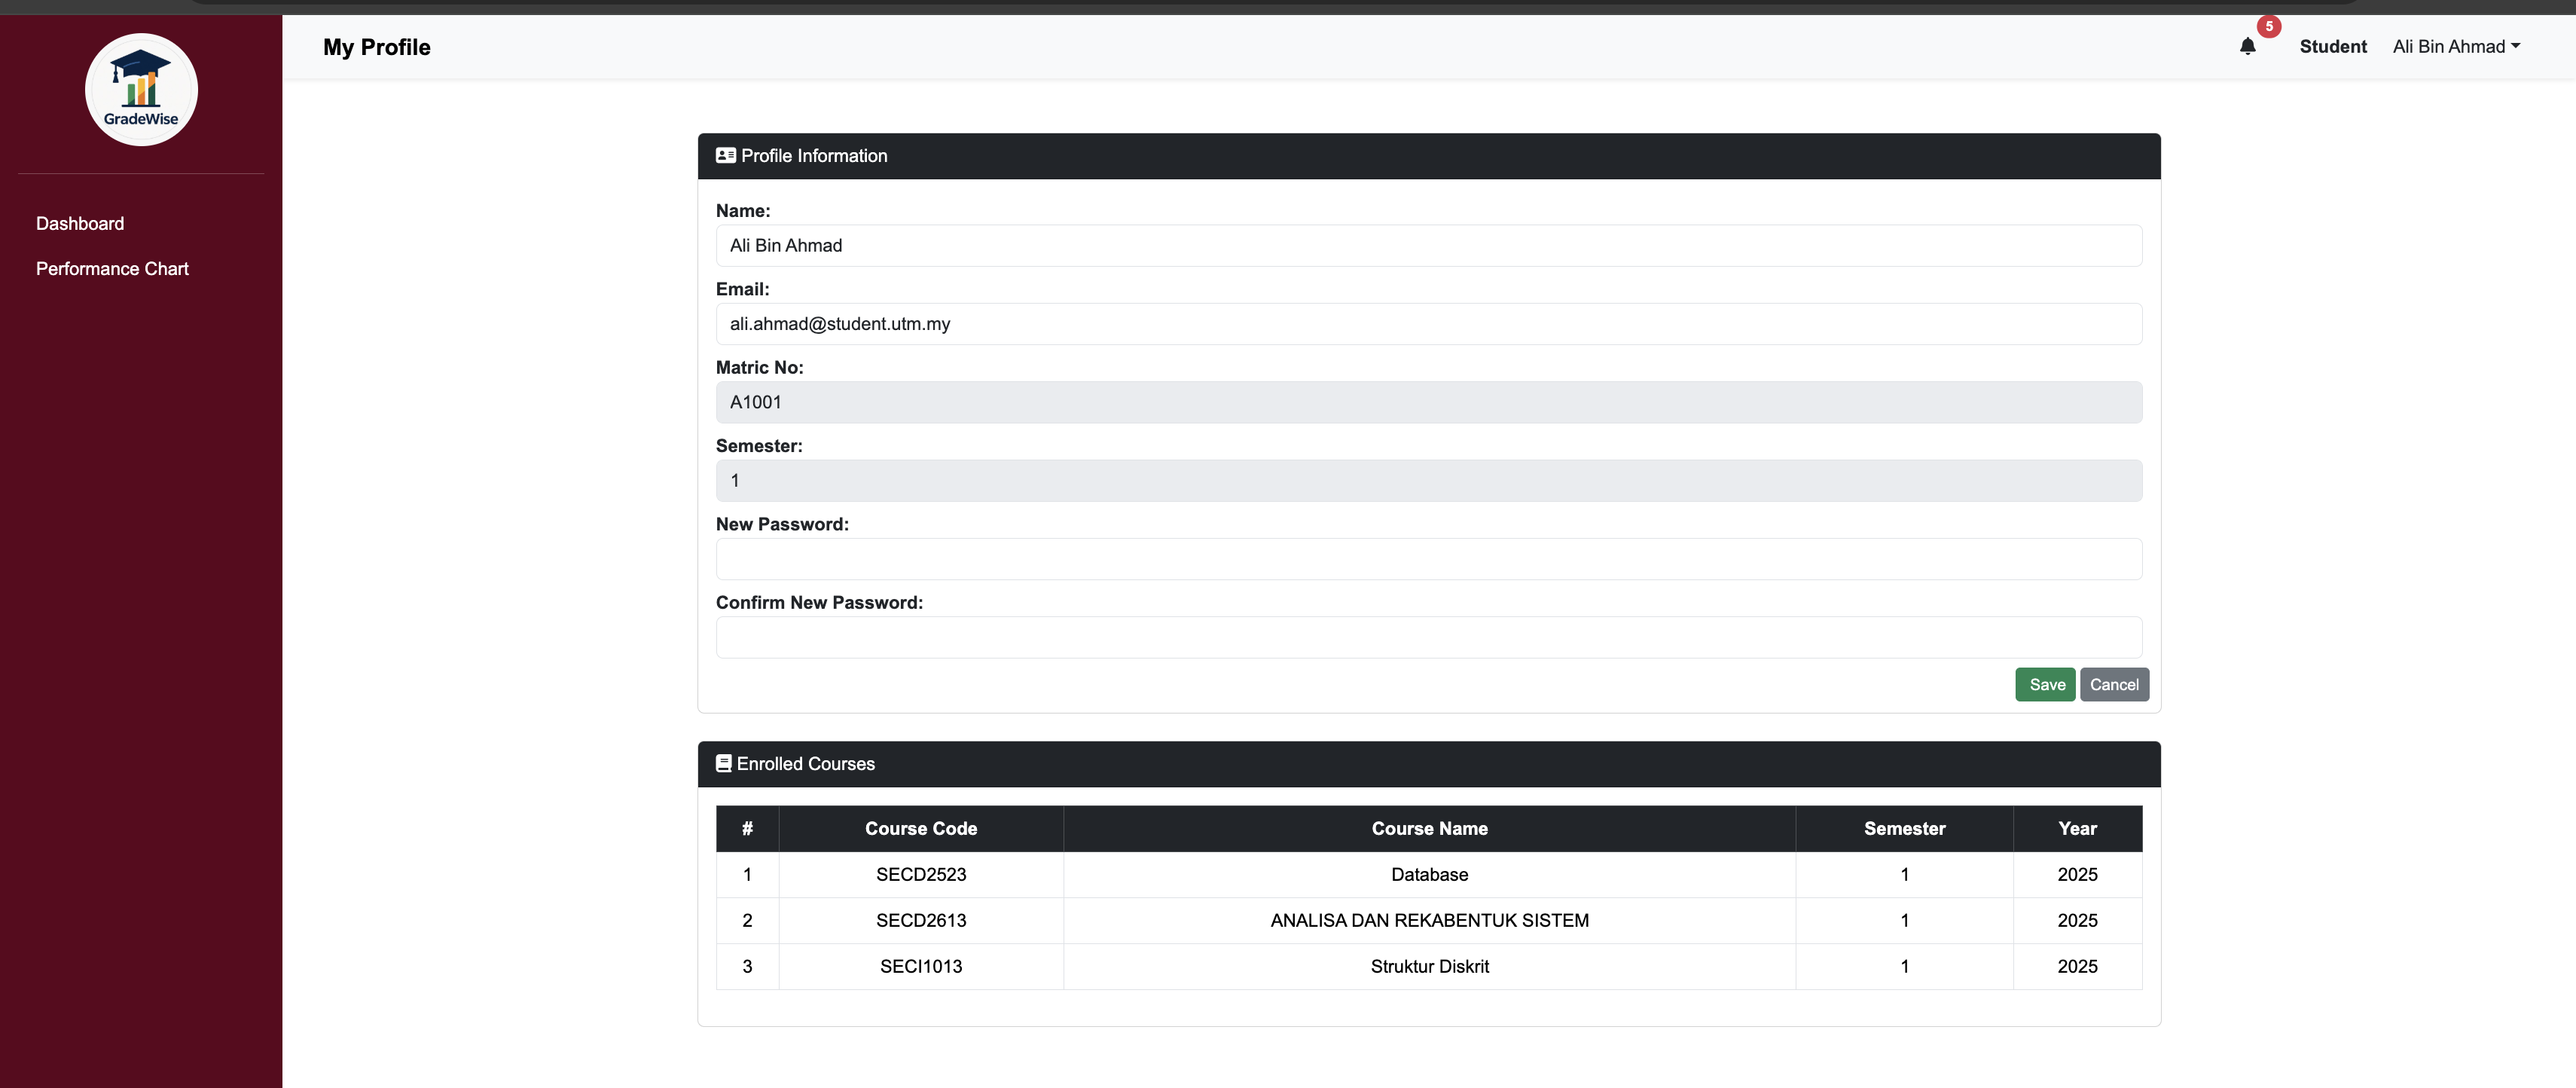 GradeWise
Dashboard
Performance Chart
My Profile
5
Student
Ali Bin Ahmad
Profile Information
Name:
Ali Bin Ahmad
Email:
ali.ahmad@student.utm.my
Matric No:
A1001
Semester:
1
New Password:
Confirm New Password:
Save Cancel
Enrolled Courses
# Course Code Course Name Semester Year
1 SECD2523 Database 1 2025
2 SECD2613 ANALISA DAN REKABENTUK SISTEM 1 2025
3 SECI1013 Struktur Diskrit 1 2025